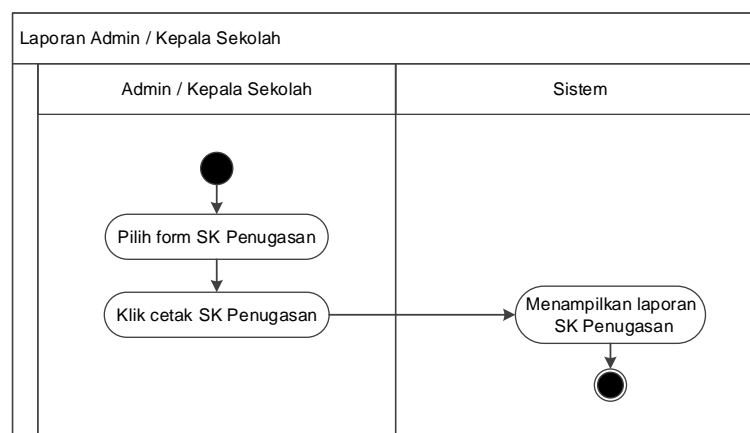 Laporan Admin / Kepala Sekolah
Admin / Kepala Sekolah
Sistem
Pilih form SK Penugasan
Klik cetak SK Penugasan
Menampilkan laporan
SK Penugasan